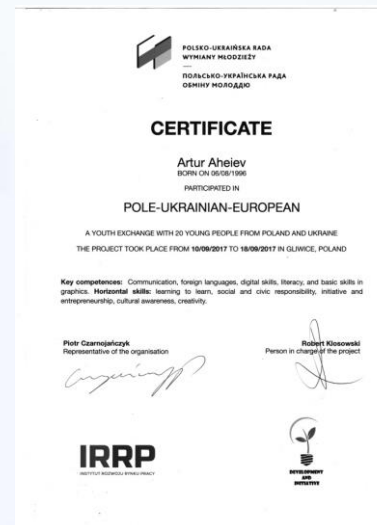 POLSKO-UKRAIŃSKA RADA
WYMIANY MŁODZIEŻY
ПОЛЬСЬКО-УКРАЇНСЬКА РАДА
ОБМІНУ МОЛОДДЮ
CERTIFICATE
Artur Aheiev
BORN ON 06/08/1996
PARTICIPATED IN
POLE-UKRAINIAN-EUROPEAN
A YOUTH EXCHANGE WITH 20 YOUNG PEOPLE FROM POLAND AND UKRAINE
THE PROJECT TOOK PLACE FROM 10/09/2017 TO 18/09/2017 IN GLIWICE, POLAND
Key competences: Communication, foreign languages, digital skills, literacy, and basic skills in
graphics. Horizontal skills: learning to learn, social and civic responsibility, initiative and
entrepreneurship, cultural awareness, creativity.
Piotr Czarnojańczyk
Representative of the organisation
Robert Kłosowski
Person in charge of the project
IRRP
INSTYTUT ROZWOJU RYNKU PRACY
DEVELOPMENT
AND
INITIATIVE